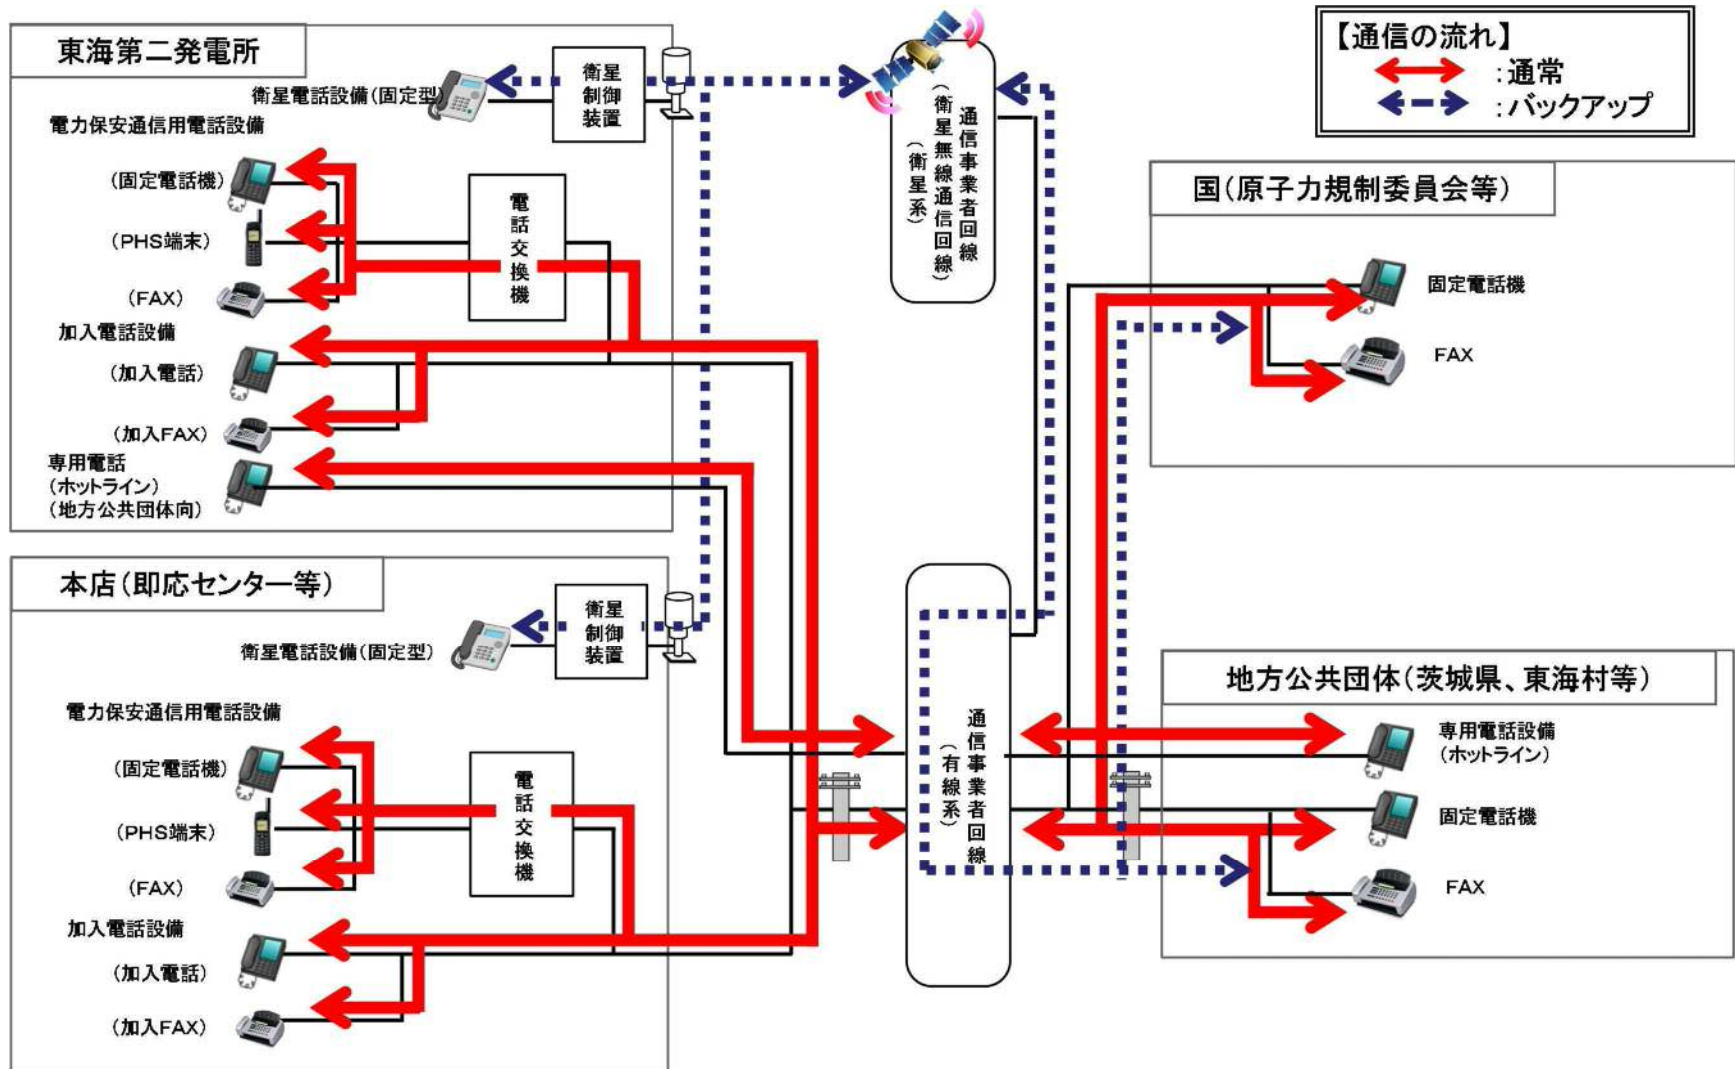 東海第二発電所
衛星電話設備(固定型)
衛星
制御
装置
電力保安通信用電話設備
(固定電話機)
(PHS端末)
(FAX)
電話交換機
加入電話設備
(加入電話)
(加入FAX)
専用電話
(ホットライン)
(地方公共団体向)
本店(即応センター等)
衛星電話設備(固定型)
衛星
制御
装置
電力保安通信用電話設備
(固定電話機)
(PHS端末)
(FAX)
電話交換機
加入電話設備
(加入電話)
(加入FAX)
通信事業者回線
(衛星無線通信回線)
(衛星系)
通信事業者回線
(有線系)
【通信の流れ】
:通常
:バックアップ
国(原子力規制委員会等)
固定電話機
FAX
地方公共団体(茨城県、東海村等)
専用電話設備
(ホットライン)
固定電話機
FAX